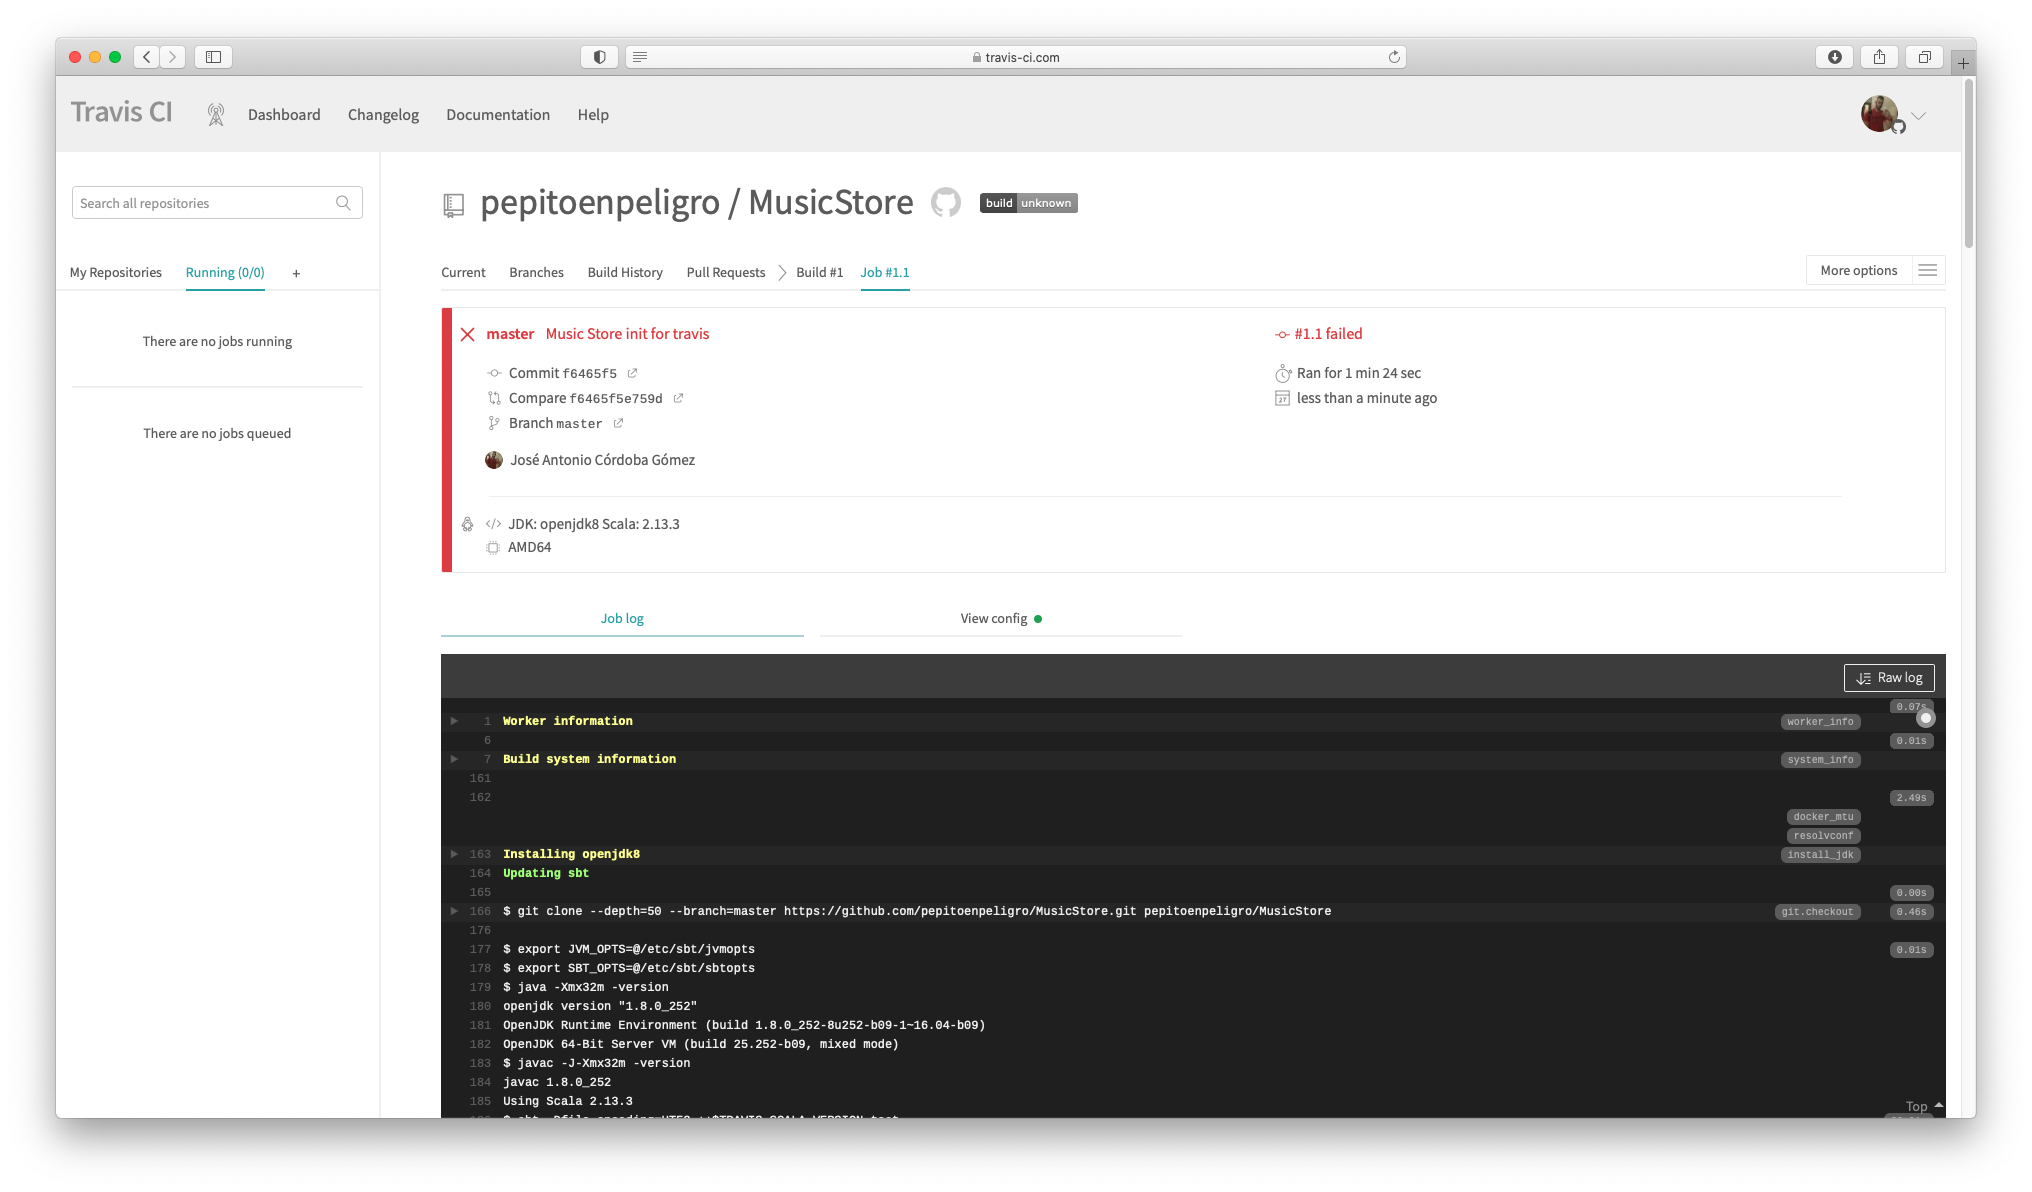 travis-ci.com
Travis CI
Dashboard
Changelog
Documentation
Help
Search all repositories
My Repositories
Running (0/0)
+
There are no jobs running
There are no jobs queued
pepitoenpeligro / MusicStore
build unknown
Current
Branches
Build History
Pull Requests
Build #1
Job #1.1
More options
master Music Store init for travis
Commit f6465f5
Compare f6465f5e759d
Branch master
José Antonio Córdoba Gómez
#1.1 failed
Ran for 1 min 24 sec
less than a minute ago
JDK: openjdk8 Scala: 2.13.3
AMD64
Job log
View config
Raw log
0.07s
1 Worker information worker_info
6 0.01s
7 Build system information system_info
161
162 2.49s
docker_mtu
resolvconf
163 Installing openjdk8 install_jdk
164 Updating sbt
165 0.00s
166 $ git clone --depth=50 --branch=master https://github.com/pepitoenpeligro/MusicStore.git pepitoenpeligro/MusicStore git.checkout 0.46s
176
177 $ export JVM_OPTS=@/etc/sbt/jvmopts 0.01s
178 $ export SBT_OPTS=@/etc/sbt/sbtopts
179 $ java -Xmx32m -version
180 openjdk version "1.8.0_252"
181 OpenJDK Runtime Environment (build 1.8.0_252-8u252-b09-1~16.04-b09)
182 OpenJDK 64-Bit Server VM (build 25.252-b09, mixed mode)
183 $ javac -J-Xmx32m -version
184 javac 1.8.0_252
185 Using Scala 2.13.3
Top